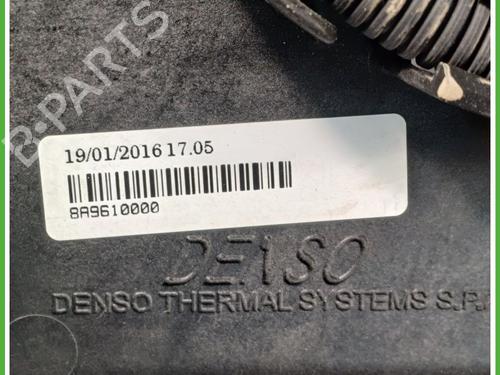 B-PARTS
19/01/2016 17.05
8A9610000
DENSO
DENSO THERMAL SYSTEMS S.P.